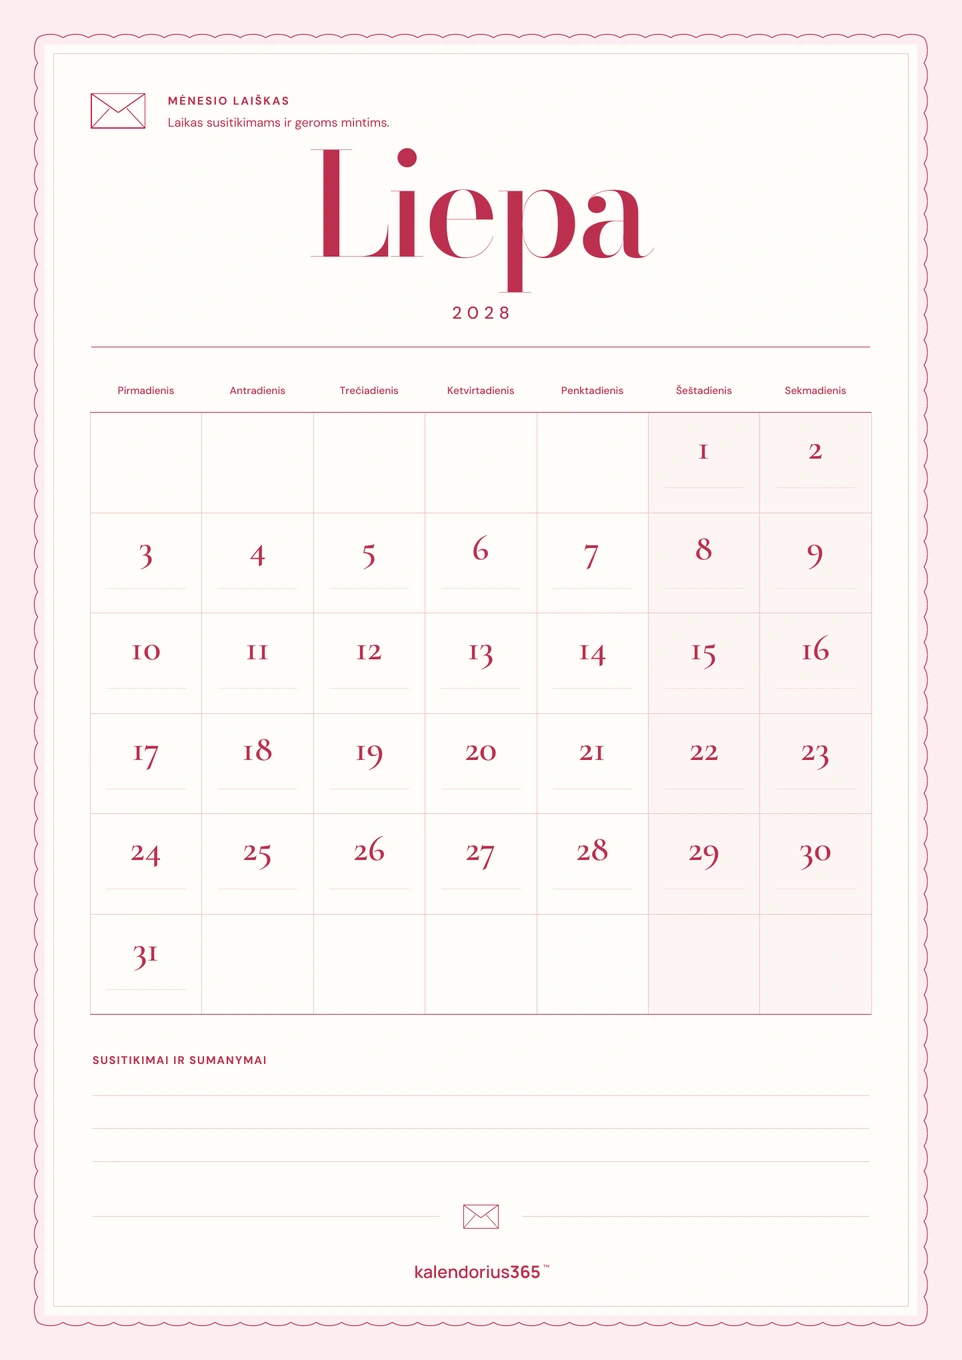 MĖNESIO LAIŠKAS
Laikas susitikimams ir geroms mintims.
Liepa
2028
Pirmadienis Antradienis Trečiadienis Ketvirtadienis Penktadienis Šeštadienis Sekmadienis
1 2
3 4 5 6 7 8 9
10 11 12 13 14 15 16
17 18 19 20 21 22 23
24 25 26 27 28 29 30
31
SUSITIKIMAI IR SUMANYMAI
kalendorius365™